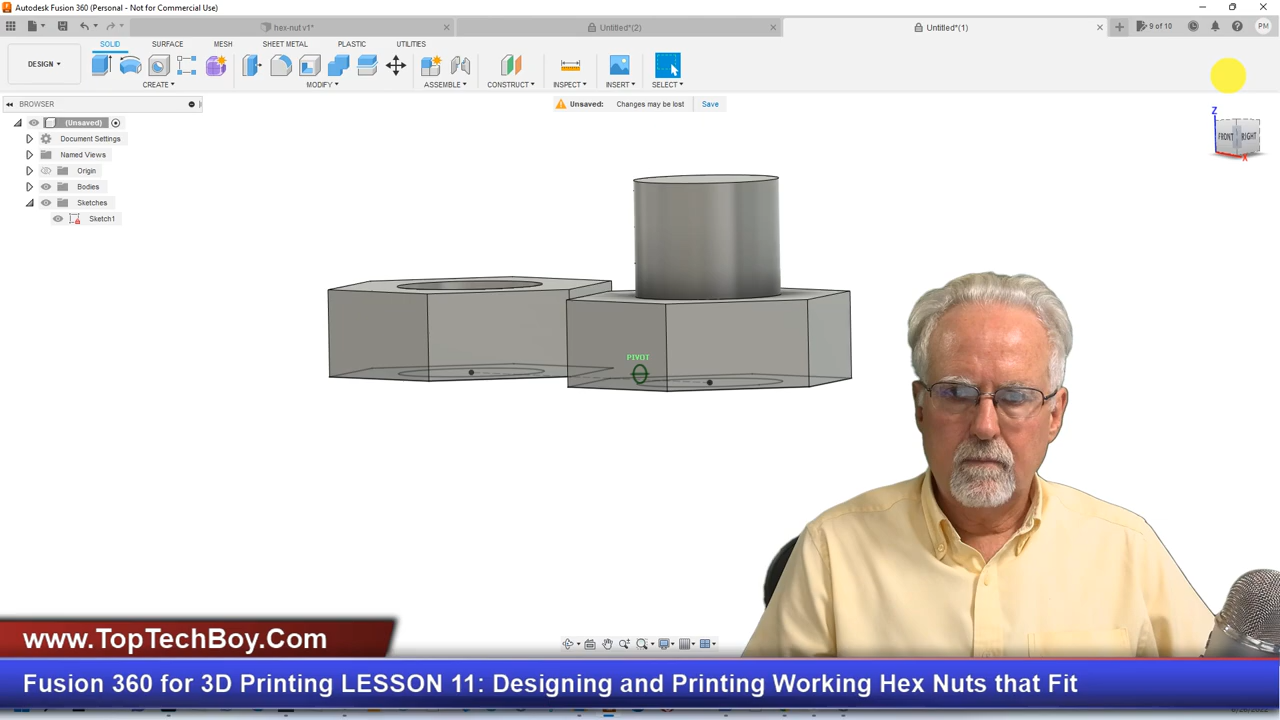 Autodesk Fusion 360 (Personal - Not for Commercial Use)
hex-nut v1*
Untitled*(2)
Untitled*(1)
9 of 10
PM
DESIGN
SOLID
SURFACE
MESH
SHEET METAL
PLASTIC
UTILITIES
CREATE
MODIFY
ASSEMBLE
CONSTRUCT
INSPECT
INSERT
SELECT
BROWSER
Unsaved: Changes may be lost Save
(Unsaved)
Document Settings
Named Views
Origin
Bodies
Sketches
Sketch1
Z
FRONT
RIGHT
X
PIVOT
www.TopTechBoy.Com
Fusion 360 for 3D Printing LESSON 11: Designing and Printing Working Hex Nuts that Fit